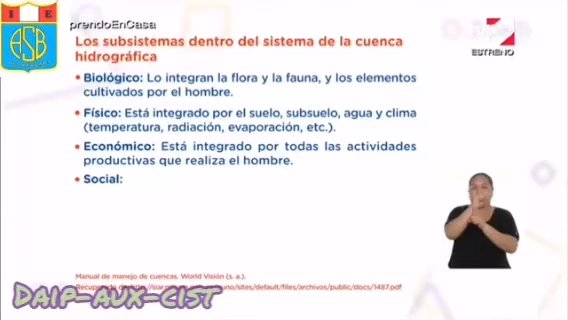 I E
ASB
prendoEnCasa
ESTRENO
Los subsistemas dentro del sistema de la cuenca
hidrográfica
• Biológico: Lo integran la flora y la fauna, y los elementos
cultivados por el hombre.
• Físico: Está integrado por el suelo, subsuelo, agua y clima
(temperatura, radiación, evaporación, etc.).
• Económico: Está integrado por todas las actividades
productivas que realiza el hombre.
• Social:
Manual de manejo de cuencas. World Visión (s. a.).
/sites/default/files/archivos/public/docs/1487.pdf
DAIP-AUX-CIST